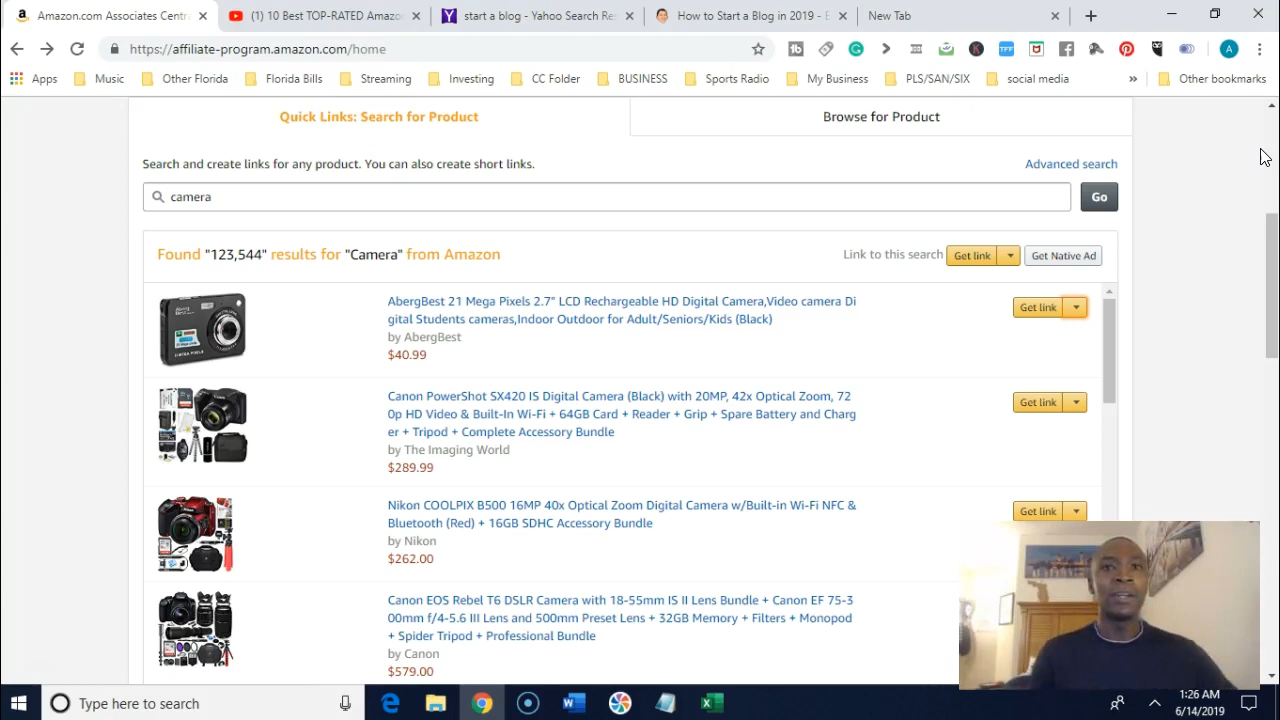 Amazon.com Associates Centr
(1) 10 Best TOP-RATED Amazo
start a blog - Yahoo Search Res
How to Start a Blog in 2019 - E
New Tab
https://affiliate-program.amazon.com/home
A
Apps
Music
Other Florida
Florida Bills
Streaming
Investing
CC Folder
BUSINESS
Sports Radio
My Business
PLS/SAN/SIX
social media
»
Other bookmarks
Quick Links: Search for Product
Browse for Product
Search and create links for any product. You can also create short links.
Advanced search
camera
Go
Found "123,544" results for "Camera" from Amazon
Link to this search
Get link
Get Native Ad
AbergBest 21 Mega Pixels 2.7" LCD Rechargeable HD Digital Camera,Video camera Di
gital Students cameras,Indoor Outdoor for Adult/Seniors/Kids (Black)
by AbergBest
$40.99
Get link
Canon PowerShot SX420 IS Digital Camera (Black) with 20MP, 42x Optical Zoom, 72
0p HD Video & Built-In Wi-Fi + 64GB Card + Reader + Grip + Spare Battery and Charg
er + Tripod + Complete Accessory Bundle
by The Imaging World
$289.99
Get link
Nikon COOLPIX B500 16MP 40x Optical Zoom Digital Camera w/Built-in Wi-Fi NFC &
Bluetooth (Red) + 16GB SDHC Accessory Bundle
by Nikon
$262.00
Get link
Canon EOS Rebel T6 DSLR Camera with 18-55mm IS II Lens Bundle + Canon EF 75-3
00mm f/4-5.6 III Lens and 500mm Preset Lens + 32GB Memory + Filters + Monopod
+ Spider Tripod + Professional Bundle
by Canon
$579.00
Type here to search
1:26 AM
6/14/2019